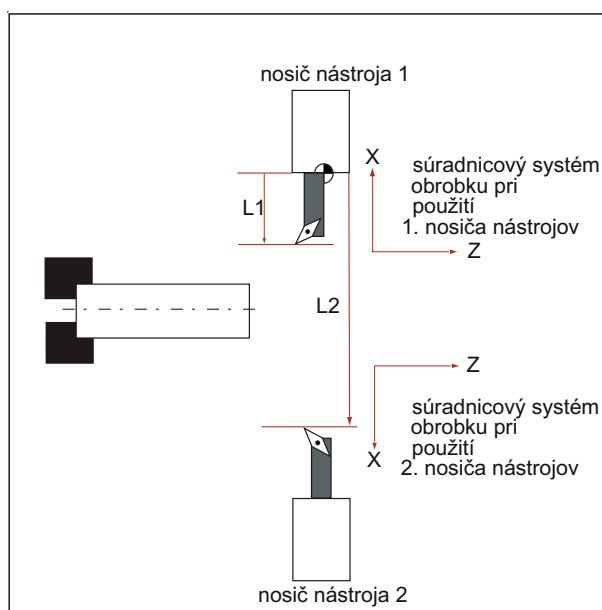 nosič nástroja 1
X
súradnicový systém
obrobku pri
použití
1. nosiča nástrojov
L1
Z
L2
Z
súradnicový systém
obrobku pri
použití
X
2. nosiča nástrojov
nosič nástroja 2